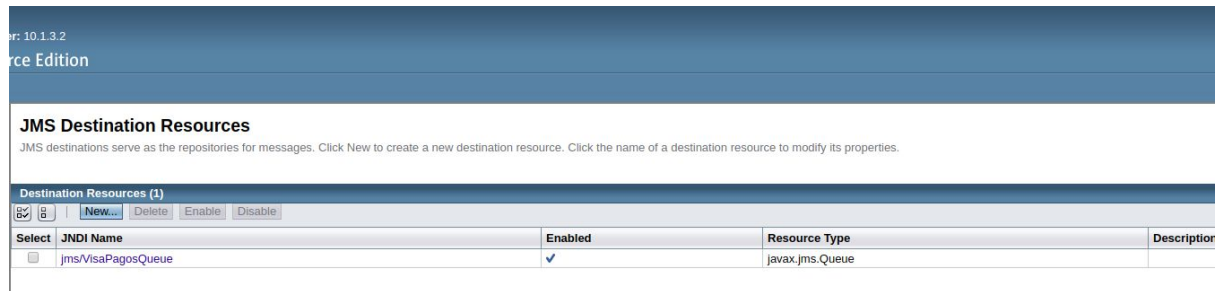 er: 10.1.3.2
rce Edition
JMS Destination Resources
JMS destinations serve as the repositories for messages. Click New to create a new destination resource. Click the name of a destination resource to modify its properties.
Destination Resources (1)
New... Delete Enable Disable
Select JNDI Name Enabled Resource Type Description
jms/VisaPagosQueue javax.jms.Queue